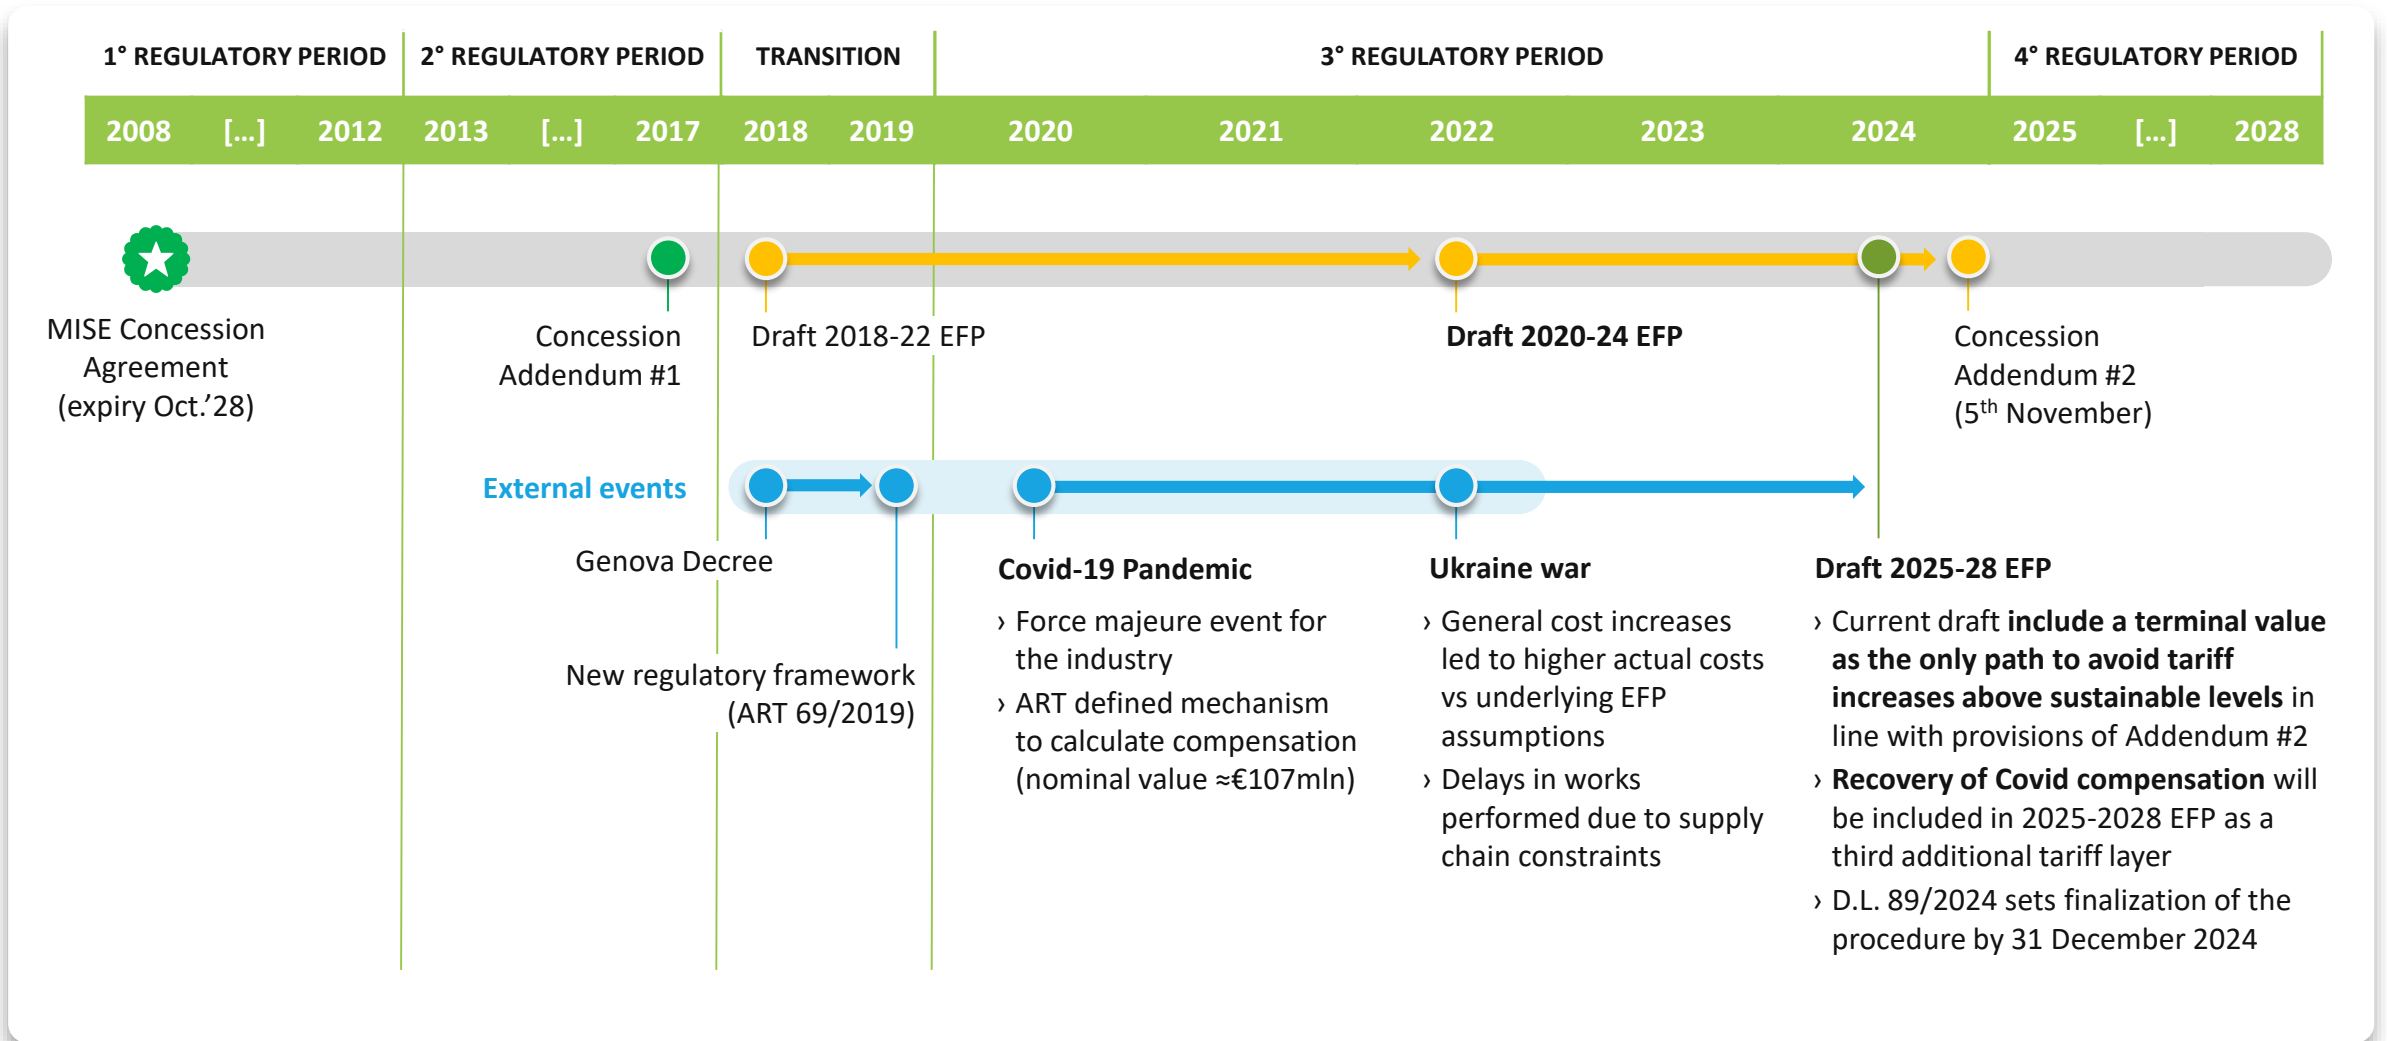 1° REGULATORY PERIOD
2° REGULATORY PERIOD
TRANSITION
3° REGULATORY PERIOD
4° REGULATORY PERIOD
2008
[...]
2012
2013
[...]
2017
2018
2019
2020
2021
2022
2023
2024
2025
[...]
2028
MISE Concession
Agreement
(expiry Oct.’28)
Concession
Addendum #1
Draft 2018-22 EFP
Draft 2020-24 EFP
Concession
Addendum #2
(5th November)
External events
Genova Decree
New regulatory framework
(ART 69/2019)
Covid-19 Pandemic
› Force majeure event for
the industry
› ART defined mechanism
to calculate compensation
(nominal value ≈€107mln)
Ukraine war
› General cost increases
led to higher actual costs
vs underlying EFP
assumptions
› Delays in works
performed due to supply
chain constraints
Draft 2025-28 EFP
› Current draft include a terminal value
as the only path to avoid tariff
increases above sustainable levels in
line with provisions of Addendum #2
› Recovery of Covid compensation will
be included in 2025-2028 EFP as a
third additional tariff layer
› D.L. 89/2024 sets finalization of the
procedure by 31 December 2024